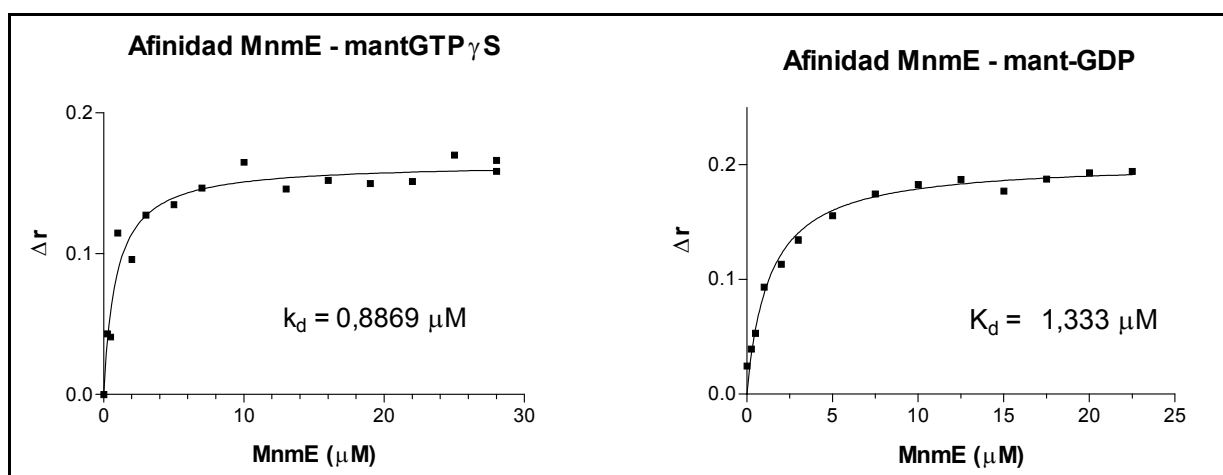 Afinidad MnmE - mantGTPγS
0.2
0.1
0.0
Δr
kd = 0,8869 μM
0
10
20
30
MnmE (μM)
Afinidad MnmE - mant-GDP
0.2
0.1
0.0
Δr
Kd = 1,333 μM
0
5
10
15
20
25
MnmE (μM)